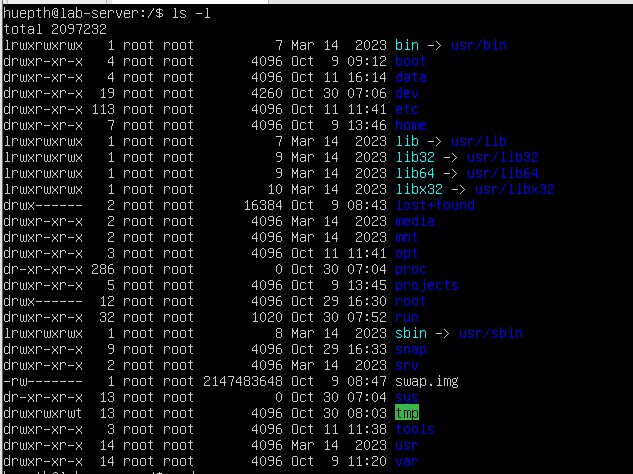 huepth@lab-server:/$ ls -l
total 2097232
lrwxrwxrwx   1 root root          7 Mar 14  2023 bin -> usr/bin
drwxr-xr-x   4 root root       4096 Oct  9 09:12 boot
drwxr-xr-x   4 root root       4096 Oct 11 16:14 data
drwxr-xr-x  19 root root       4260 Oct 30 07:06 dev
drwxr-xr-x 113 root root       4096 Oct 11 11:41 etc
drwxr-xr-x   7 root root       4096 Oct  9 13:46 home
lrwxrwxrwx   1 root root          7 Mar 14  2023 lib -> usr/lib
lrwxrwxrwx   1 root root          9 Mar 14  2023 lib32 -> usr/lib32
lrwxrwxrwx   1 root root          9 Mar 14  2023 lib64 -> usr/lib64
lrwxrwxrwx   1 root root         10 Mar 14  2023 libx32 -> usr/libx32
drwx------   2 root root      16384 Oct  9 08:43 lost+found
drwxr-xr-x   2 root root       4096 Mar 14  2023 media
drwxr-xr-x   2 root root       4096 Mar 14  2023 mnt
drwxr-xr-x   3 root root       4096 Oct 11 11:41 opt
dr-xr-xr-x 286 root root          0 Oct 30 07:04 proc
drwxr-xr-x   5 root root       4096 Oct  9 13:45 projects
drwx------  12 root root       4096 Oct 29 16:30 root
drwxr-xr-x  32 root root       1020 Oct 30 07:52 run
lrwxrwxrwx   1 root root          8 Mar 14  2023 sbin -> usr/sbin
drwxr-xr-x   9 root root       4096 Oct 29 16:33 snap
drwxr-xr-x   2 root root       4096 Mar 14  2023 srv
-rw-------   1 root root 2147483648 Oct  9 08:47 swap.img
dr-xr-xr-x  13 root root          0 Oct 30 07:04 sys
drwxrwxrwt  13 root root       4096 Oct 30 08:03 tmp
drwxr-xr-x   3 root root       4096 Oct 11 11:38 tools
drwxr-xr-x  14 root root       4096 Mar 14  2023 usr
drwxr-xr-x  14 root root       4096 Oct  9 11:20 var